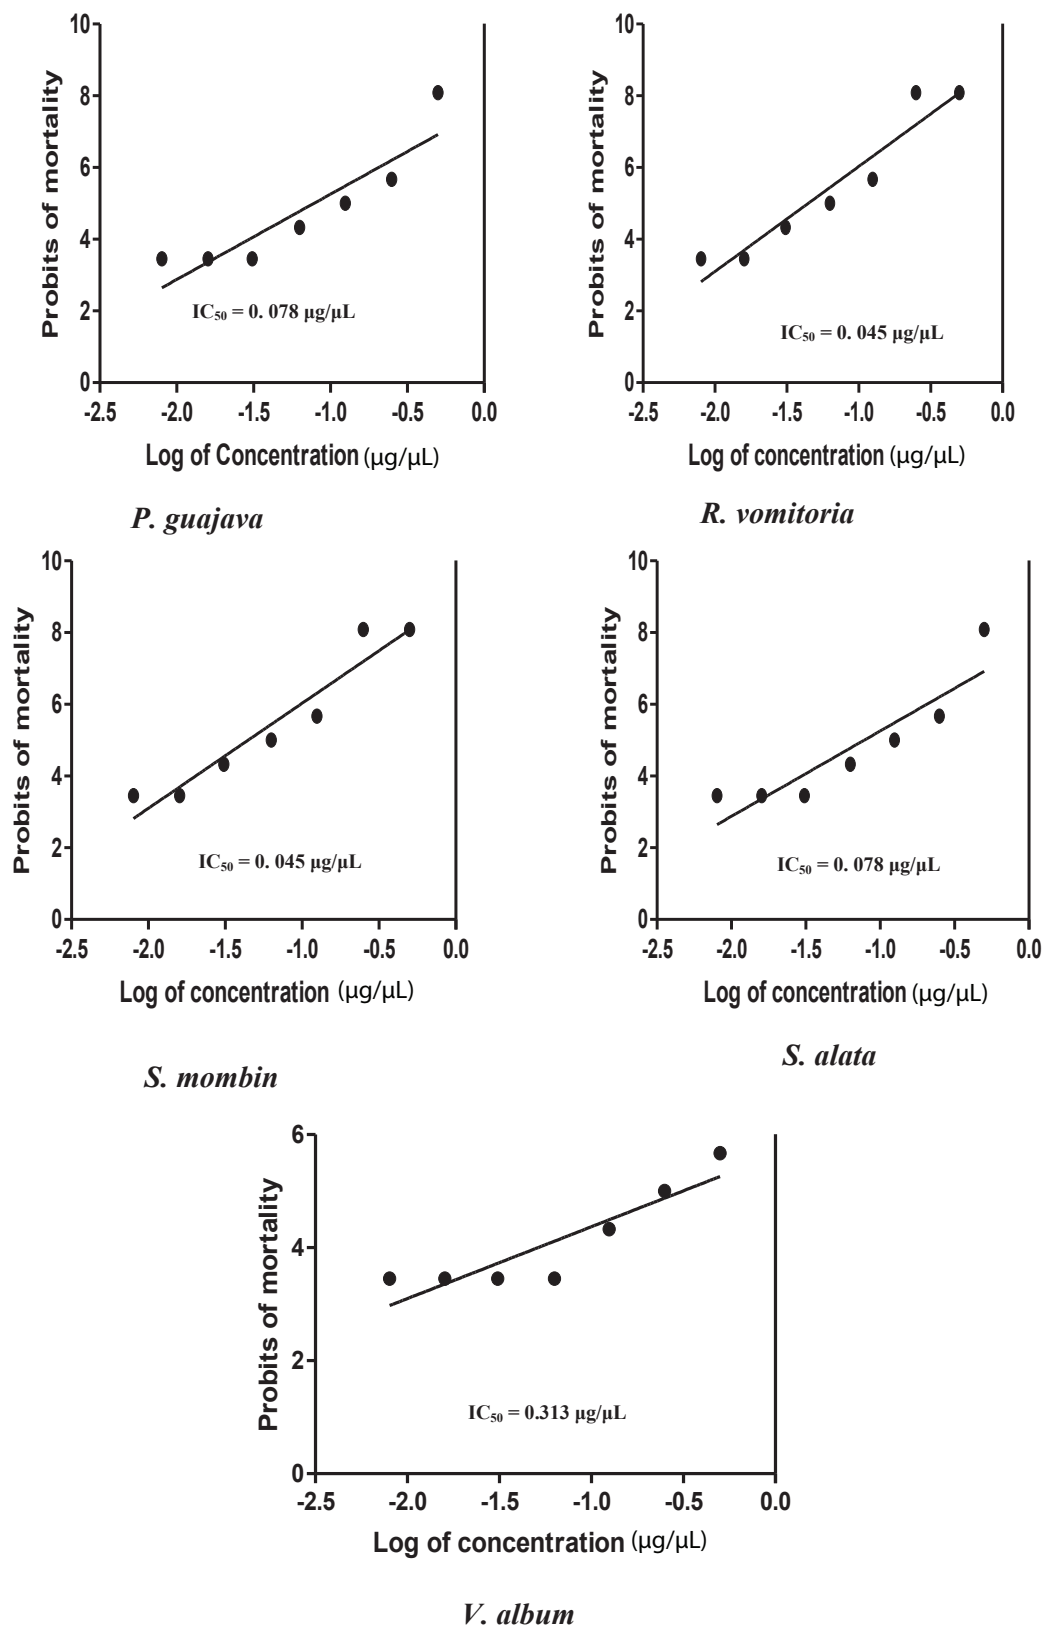 10
8
6
4
2
0
Probits of mortality
IC50 = 0. 078 µg/µL
-2.5 -2.0 -1.5 -1.0 -0.5 0.0
Log of Concentration (µg/µL)
P. guajava
10
8
6
4
2
0
Probits of mortality
IC50 = 0. 045 µg/µL
-2.5 -2.0 -1.5 -1.0 -0.5 0.0
Log of concentration (µg/µL)
R. vomitoria
10
8
6
4
2
0
Probits of mortality
IC50 = 0. 045 µg/µL
-2.5 -2.0 -1.5 -1.0 -0.5 0.0
Log of concentration (µg/µL)
S. mombin
10
8
6
4
2
0
Probits of mortality
IC50 = 0. 078 µg/µL
-2.5 -2.0 -1.5 -1.0 -0.5 0.0
Log of concentration (µg/µL)
S. alata
6
4
2
0
Probits of mortality
IC50 = 0.313 µg/µL
-2.5 -2.0 -1.5 -1.0 -0.5 0.0
Log of concentration (µg/µL)
V. album